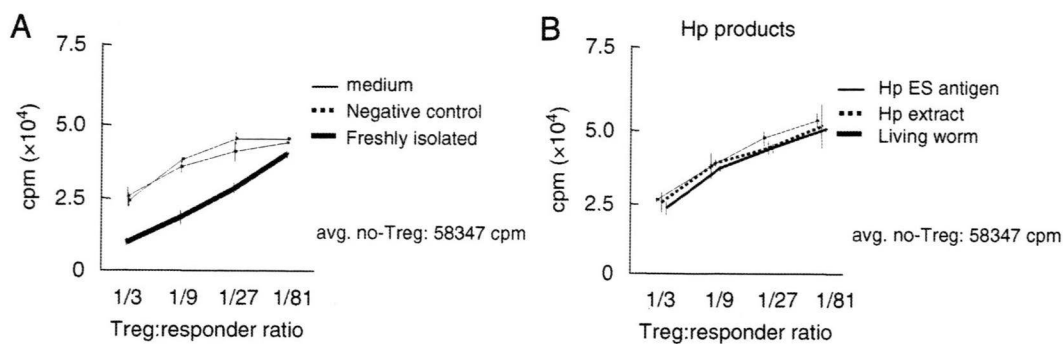 A
7.5
5.0
2.5
0
cpm (×10⁴)
medium
Negative control
Freshly isolated
avg. no-Treg: 58347 cpm
1/3 1/9 1/27 1/81
Treg:responder ratio
B
Hp products
7.5
5.0
2.5
0
cpm (×10⁴)
Hp ES antigen
Hp extract
Living worm
avg. no-Treg: 58347 cpm
1/3 1/9 1/27 1/81
Treg:responder ratio